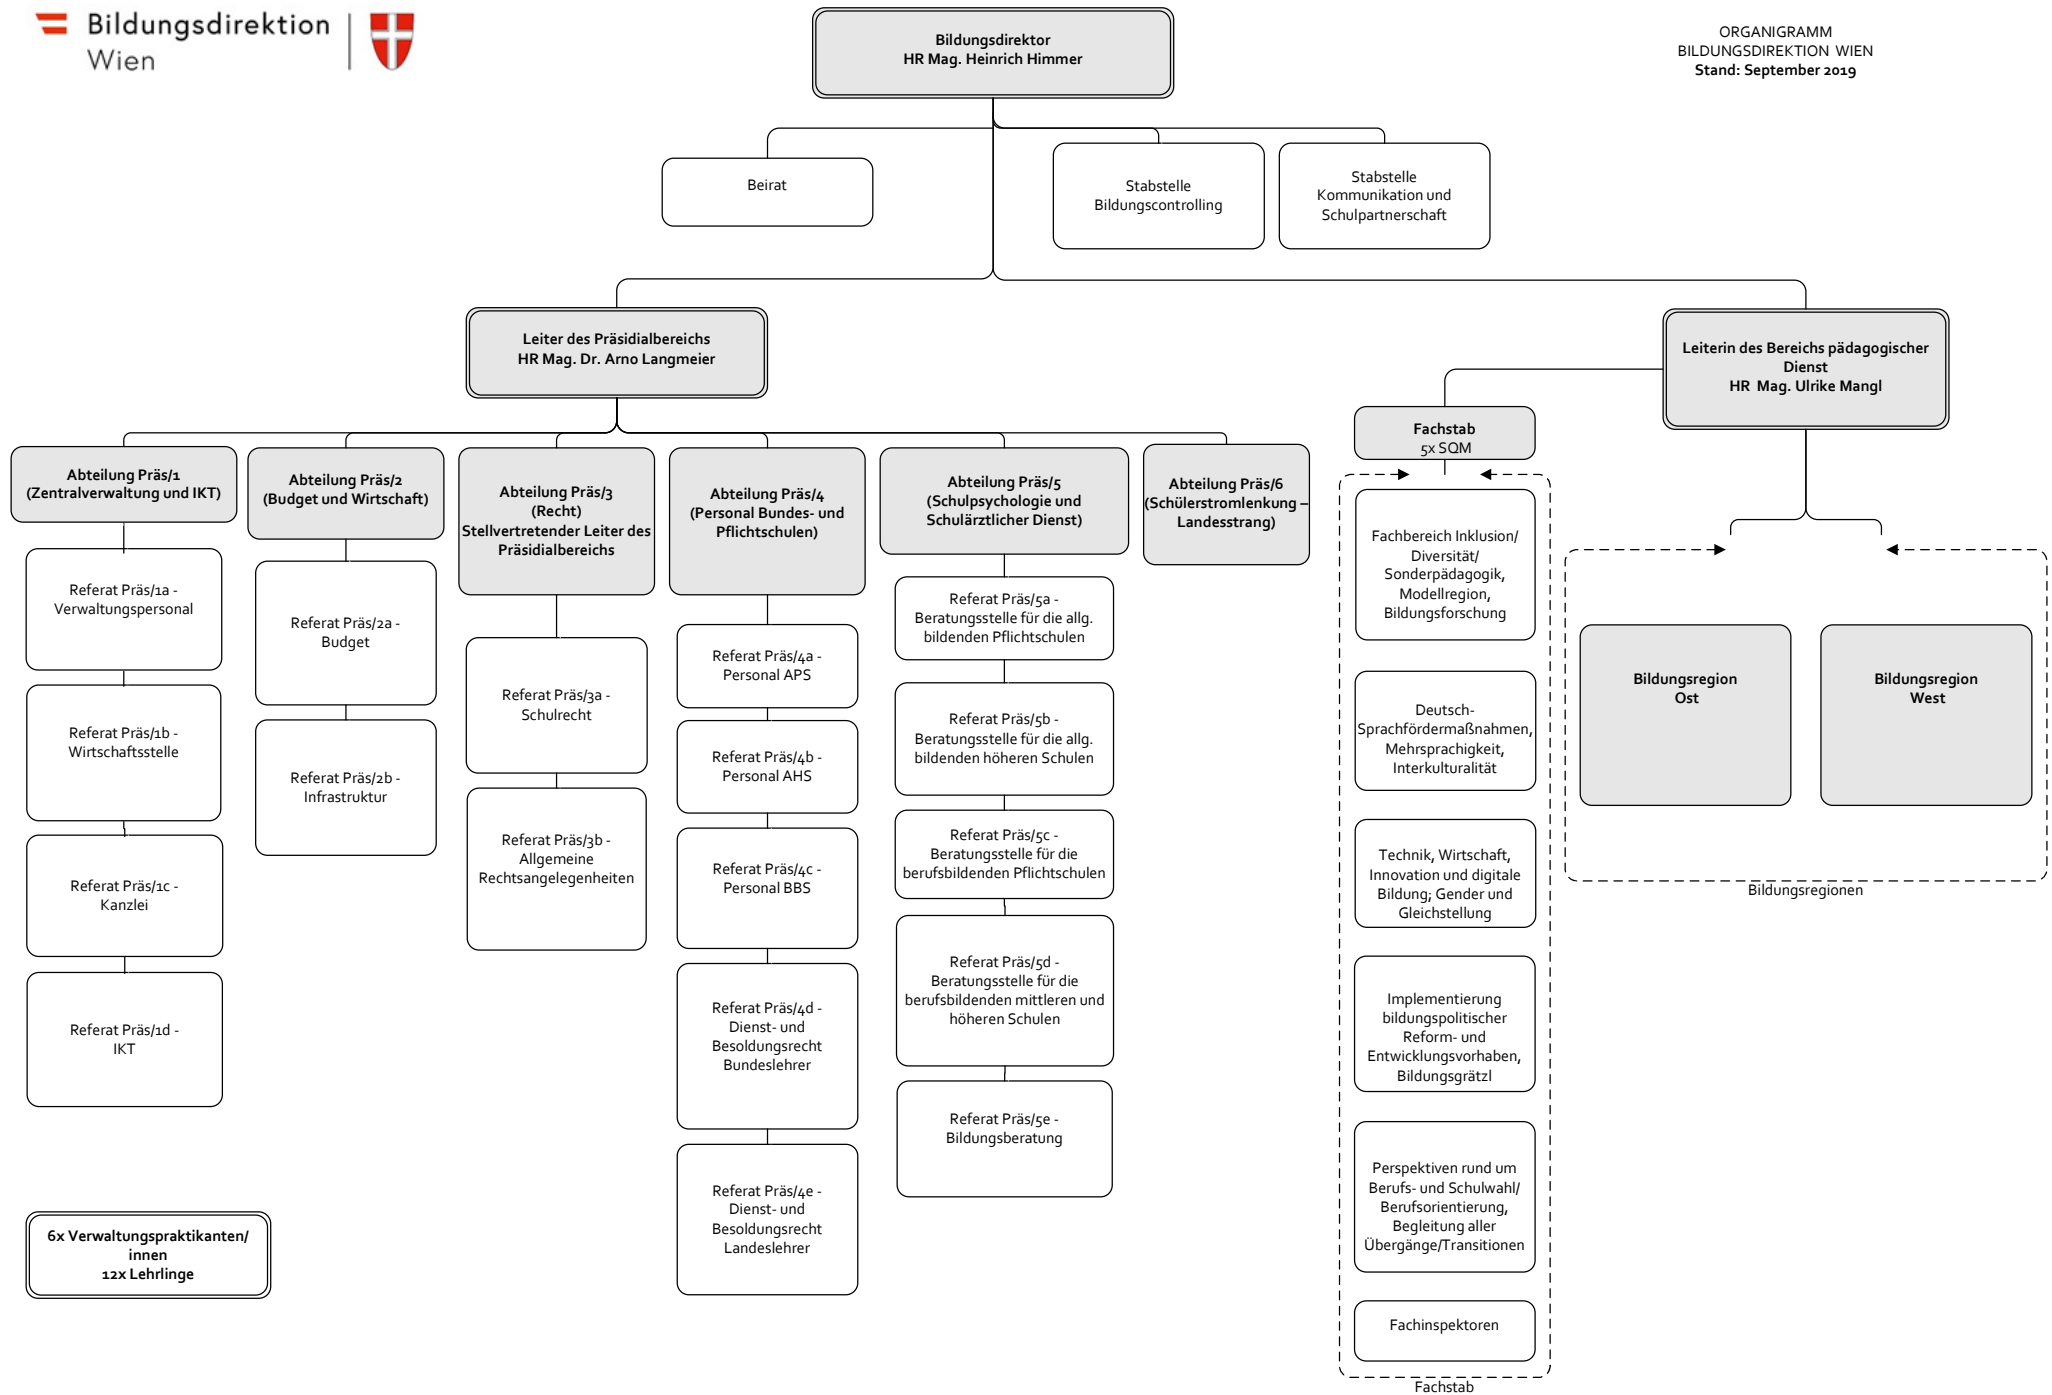 Bildungsdirektion
Wien
Bildungsdirektor
HR Mag. Heinrich Himmer
ORGANIGRAMM
BILDUNGSDIREKTION WIEN
Stand: September 2019
Beirat
Stabstelle
Bildungscontrolling
Stabstelle
Kommunikation und
Schulpartnerschaft
Leiter des Präsidialbereichs
HR Mag. Dr. Arno Langmeier
Leiterin des Bereichs pädagogischer
Dienst
HR Mag. Ulrike Mangl
Abteilung Präs/1
(Zentralverwaltung und IKT)
Referat Präs/1a -
Verwaltungspersonal
Referat Präs/1b -
Wirtschaftsstelle
Referat Präs/1c -
Kanzlei
Referat Präs/1d -
IKT
Abteilung Präs/2
(Budget und Wirtschaft)
Referat Präs/2a -
Budget
Referat Präs/2b -
Infrastruktur
Abteilung Präs/3
(Recht)
Stellvertretender Leiter des
Präsidialbereichs
Referat Präs/3a -
Schulrecht
Referat Präs/3b -
Allgemeine
Rechtsangelegenheiten
Abteilung Präs/4
(Personal Bundes- und
Pflichtschulen)
Referat Präs/4a -
Personal APS
Referat Präs/4b -
Personal AHS
Referat Präs/4c -
Personal BBS
Referat Präs/4d -
Dienst- und
Besoldungsrecht
Bundeslehrer
Referat Präs/4e -
Dienst- und
Besoldungsrecht
Landeslehrer
Abteilung Präs/5
(Schulpsychologie und
Schulärztlicher Dienst)
Referat Präs/5a -
Beratungsstelle für die allg.
bildenden Pflichtschulen
Referat Präs/5b -
Beratungsstelle für die allg.
bildenden höheren Schulen
Referat Präs/5c -
Beratungsstelle für die
berufsbildenden Pflichtschulen
Referat Präs/5d -
Beratungsstelle für die
berufsbildenden mittleren und
höheren Schulen
Referat Präs/5e -
Bildungsberatung
Abteilung Präs/6
(Schülerstromlenkung –
Landesstrang)
Fachstab
5x SQM
Fachbereich Inklusion/
Diversität/
Sonderpädagogik,
Modellregion,
Bildungsforschung
Deutsch-
Sprachfördermaßnahmen,
Mehrsprachigkeit,
Interkulturalität
Technik, Wirtschaft,
Innovation und digitale
Bildung; Gender und
Gleichstellung
Implementierung
bildungspolitischer
Reform- und
Entwicklungsvorhaben,
Bildungsgrätzl
Perspektiven rund um
Berufs- und Schulwahl/
Berufsorientierung,
Begleitung aller
Übergänge/Transitionen
Fachinspektoren
Fachstab
Bildungsregion
Ost
Bildungsregion
West
Bildungsregionen
6x Verwaltungspraktikanten/
innen
12x Lehrlinge